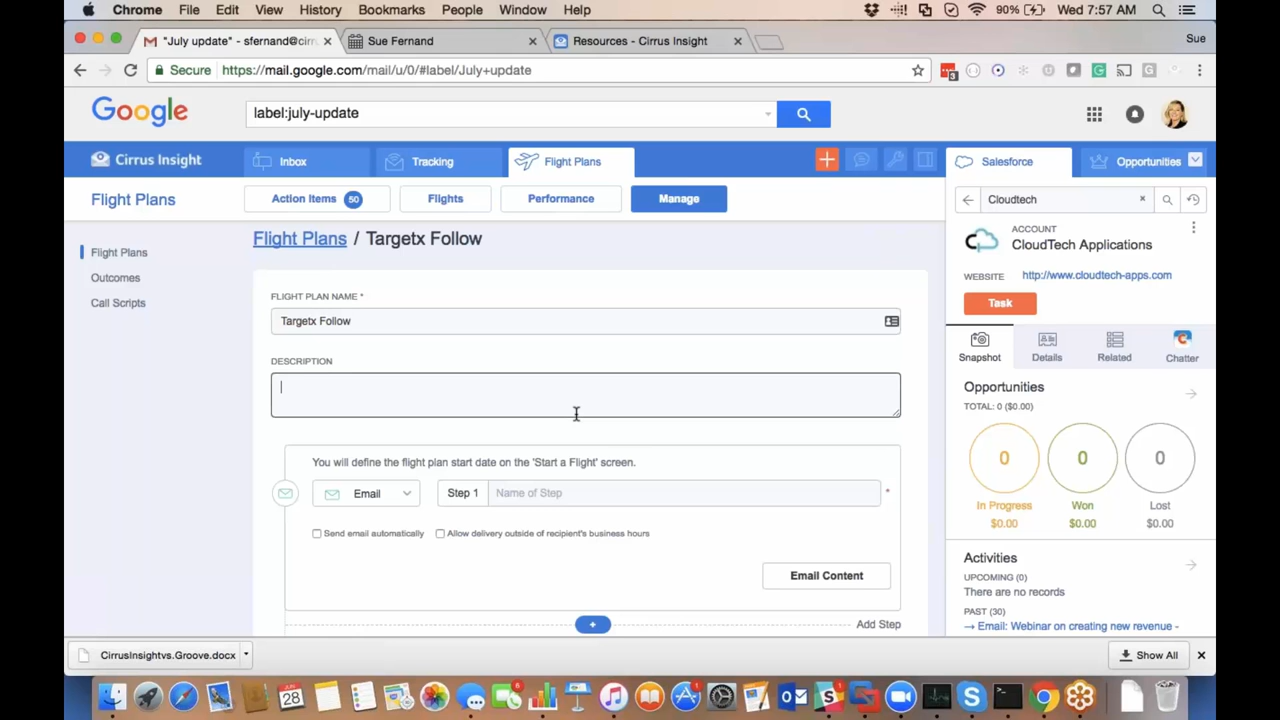 Chrome File Edit View History Bookmarks People Window Help 90% Wed 7:57 AM
"July update" - sfernand@cirr Sue Fernand Resources - Cirrus Insight Sue
Secure https://mail.google.com/mail/u/0/#label/July+update 3
Google label:july-update
Cirrus Insight Inbox Tracking Flight Plans Salesforce Opportunities
Flight Plans Action Items 50 Flights Performance Manage Cloudtech
Flight Plans / Targetx Follow
Flight Plans
Outcomes
Call Scripts
FLIGHT PLAN NAME *
Targetx Follow
DESCRIPTION
You will define the flight plan start date on the 'Start a Flight' screen.
Email Step 1 Name of Step *
Send email automatically Allow delivery outside of recipient's business hours
Email Content
Add Step
ACCOUNT
CloudTech Applications
WEBSITE http://www.cloudtech-apps.com
Task
Snapshot Details Related Chatter
Opportunities
TOTAL: 0 ($0.00)
0 0 0
In Progress Won Lost
$0.00 $0.00 $0.00
Activities
UPCOMING (0)
There are no records
PAST (30)
→ Email: Webinar on creating new revenue -
CirrusInsightvs.Groove.docx Show All
JUN
28
6
1